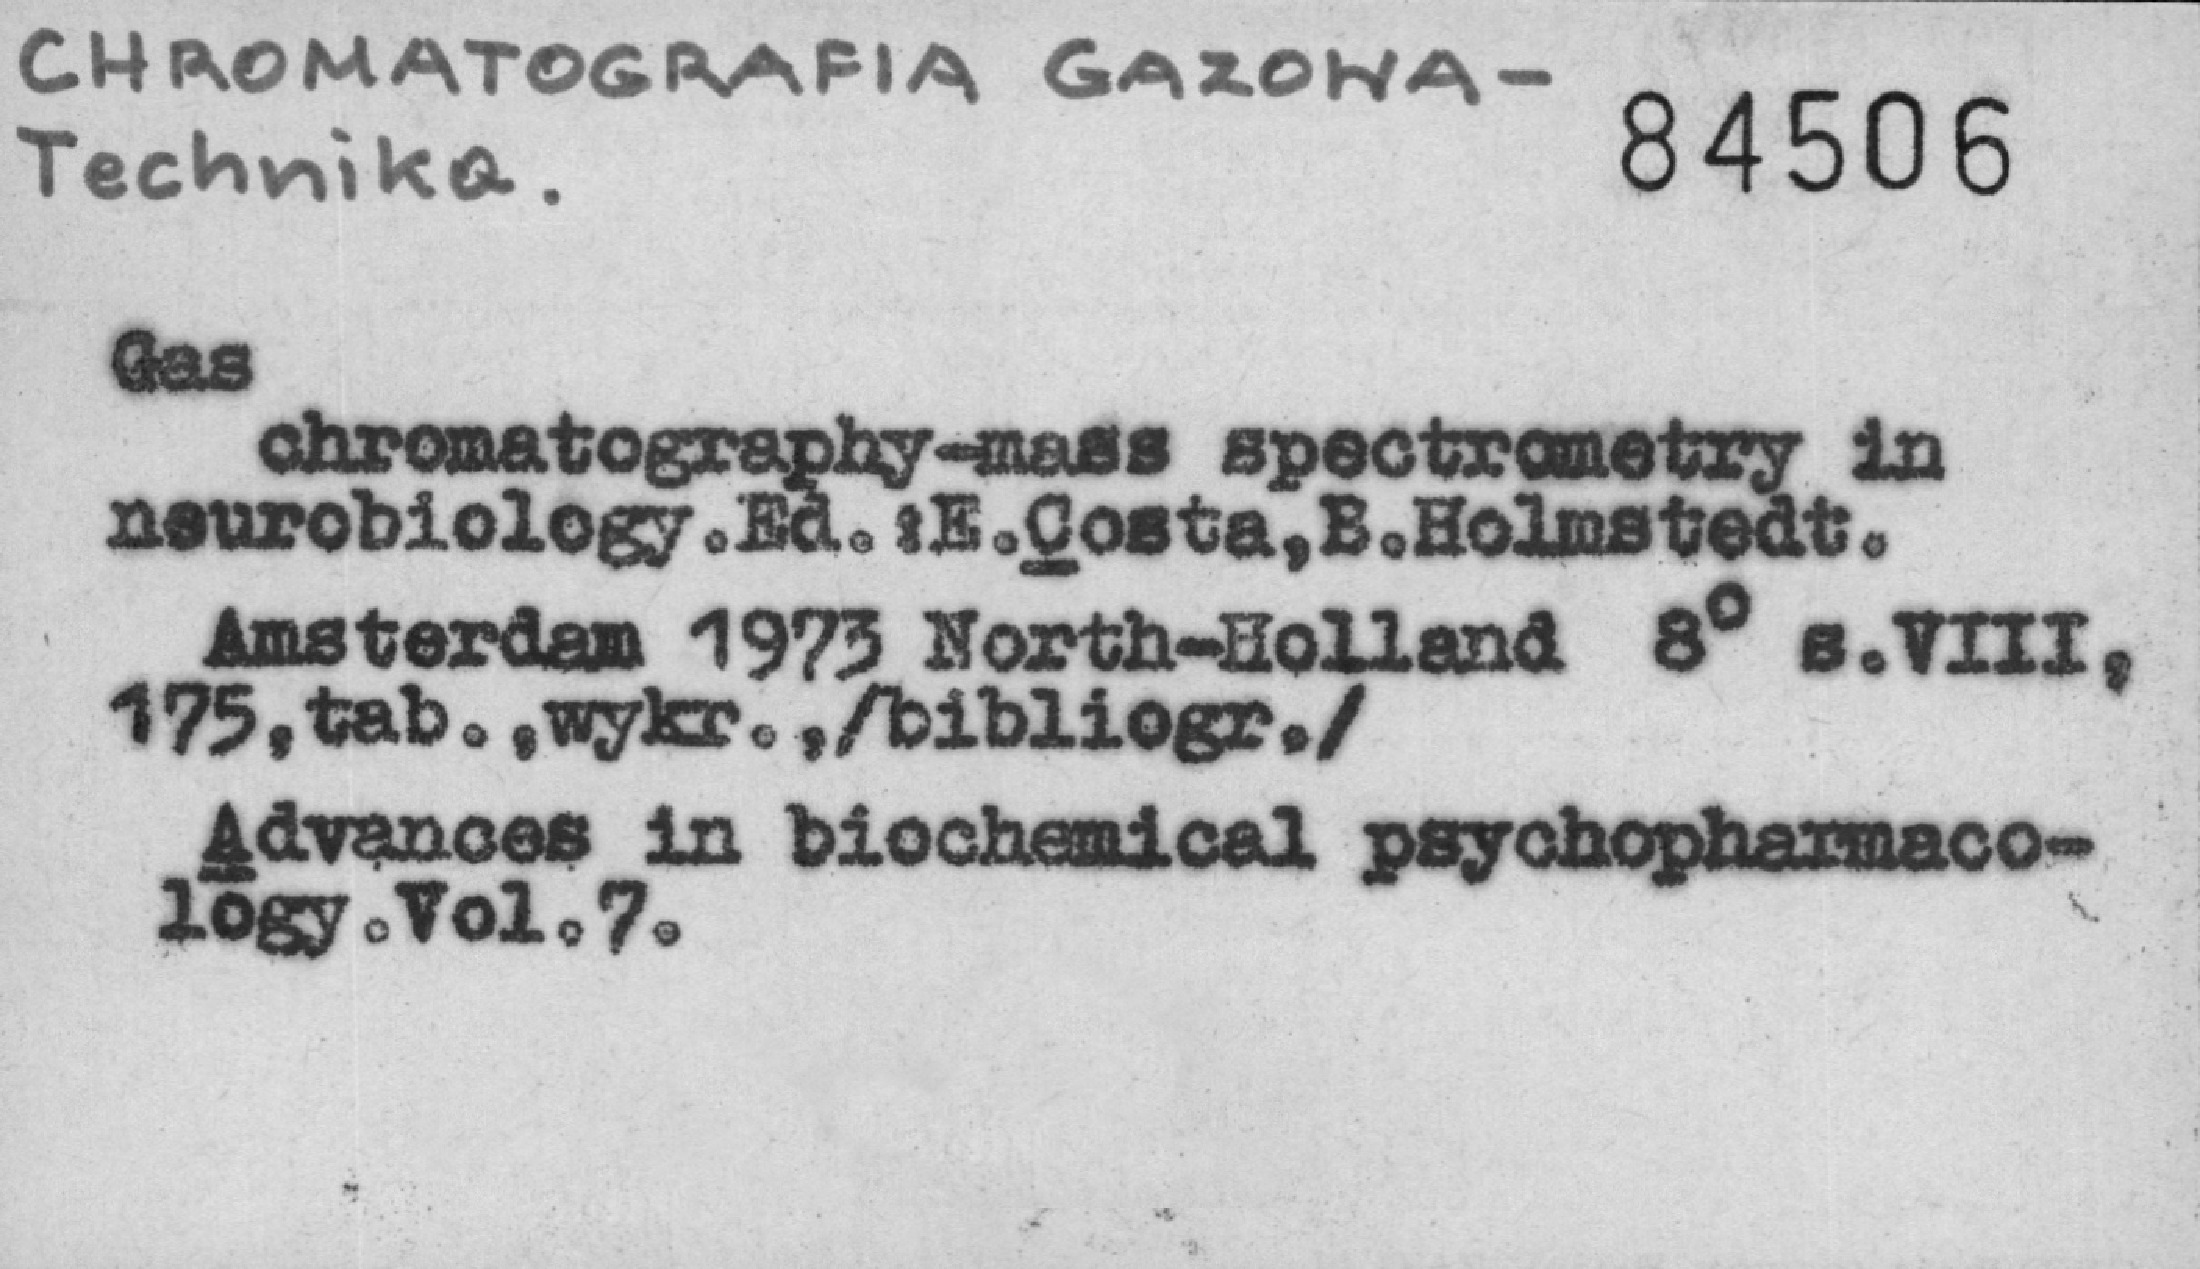 CHROMATOGRAFIA GAZOWA-
Technika.
84506
Gas
chromatography-mass spectrometry in
neurobiology.Ed.:E.Costa,B.Holmstedt.
Amsterdam 1973 North-Holland 8° s.VIII,
175,tab.,wykr.,/bibliogr./
Advances in biochemical psychopharmaco-
logy.Vol.7.